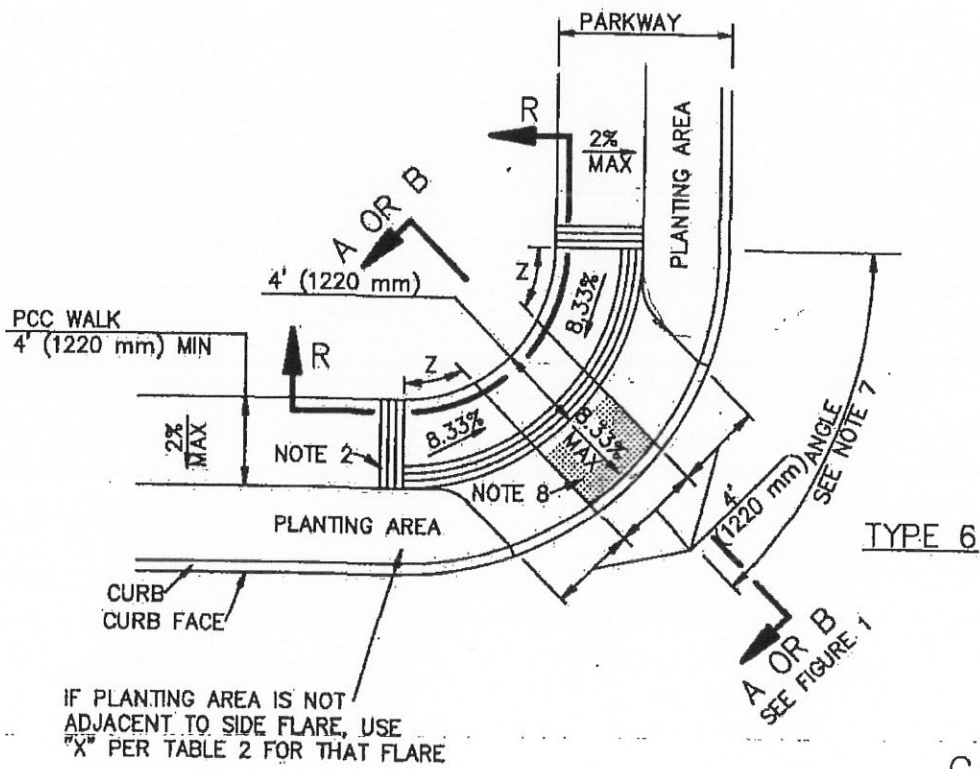 PARKWAY
R
2%
MAX
PLANTING AREA
A OR B
4' (1220 mm)
Z
8.33%
PCC WALK
4' (1220 mm) MIN
R
Z
2%
MAX
NOTE 2
8.33%
8.33%
MAX
NOTE 8
4'
(1220 mm)
ANGLE
SEE NOTE 7
PLANTING AREA
TYPE 6
CURB
CURB FACE
A OR B
SEE FIGURE 1
IF PLANTING AREA IS NOT
ADJACENT TO SIDE FLARE, USE
"X" PER TABLE 2 FOR THAT FLARE